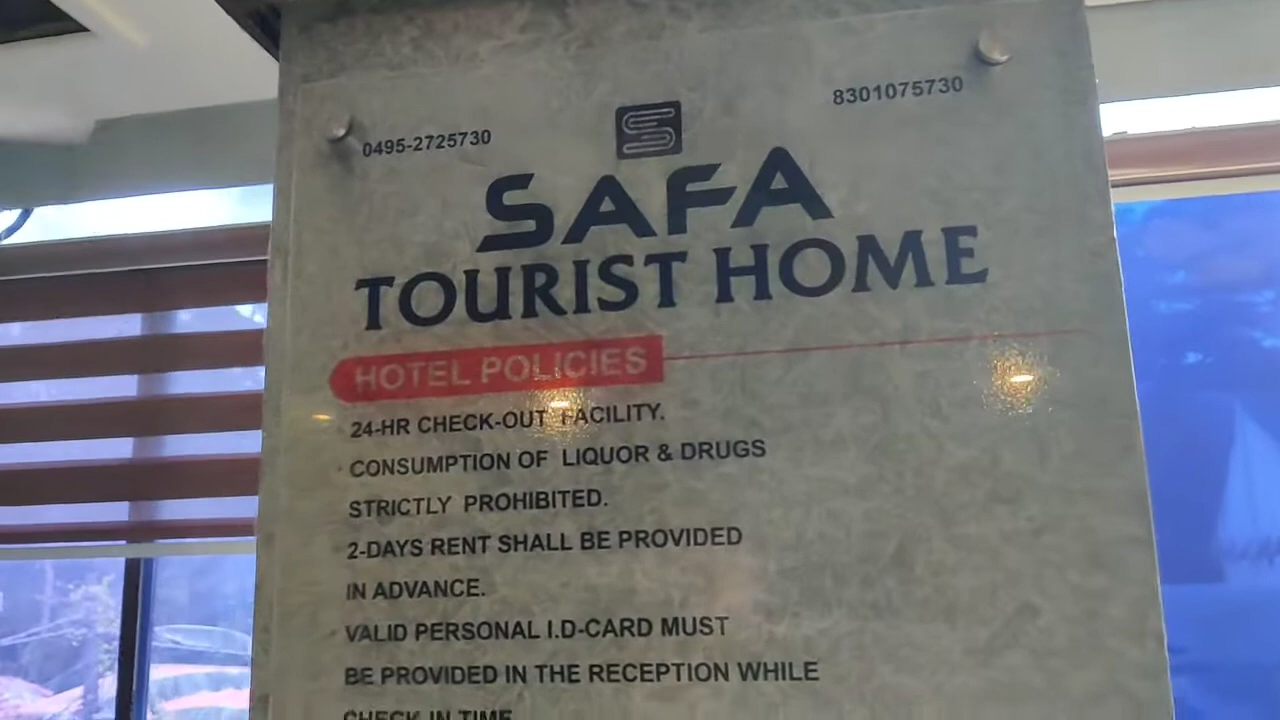 0495-2725730
8301075730
SAFA
TOURIST HOME
HOTEL POLICIES
24-HR CHECK-OUT FACILITY.
CONSUMPTION OF LIQUOR & DRUGS
STRICTLY PROHIBITED.
2-DAYS RENT SHALL BE PROVIDED
IN ADVANCE.
VALID PERSONAL I.D-CARD MUST
BE PROVIDED IN THE RECEPTION WHILE
CHECK-IN TIME